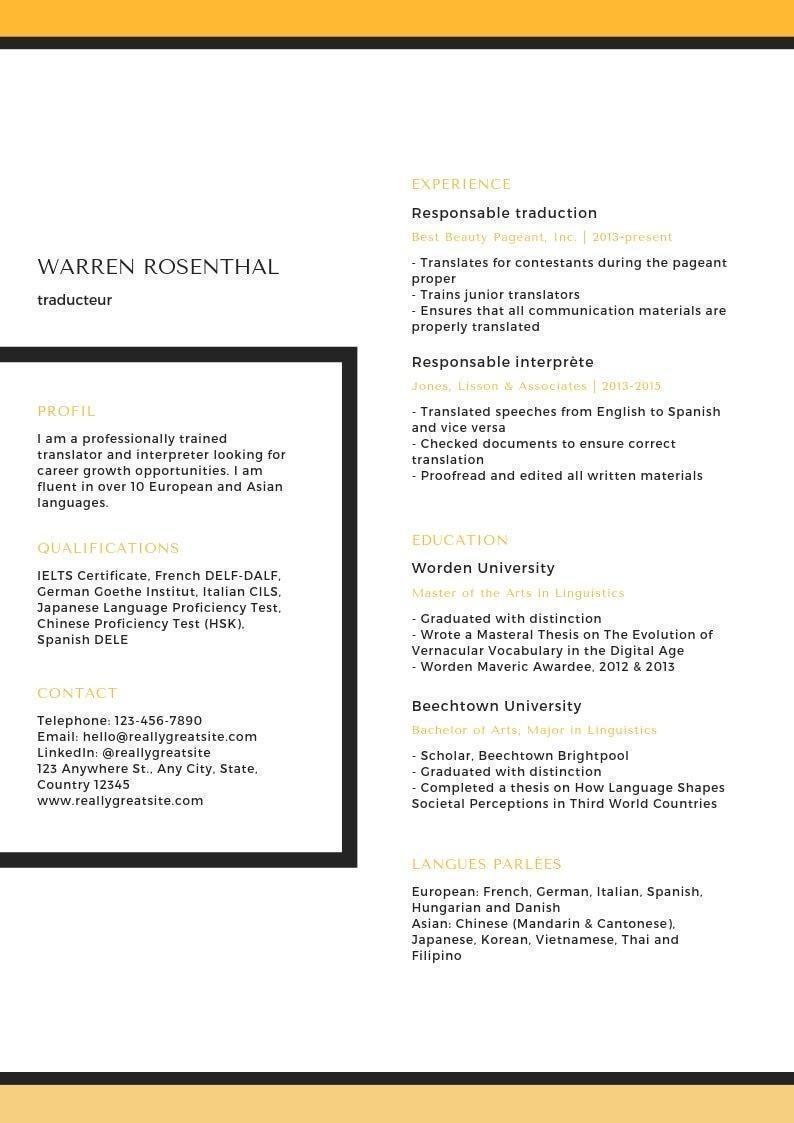 WARREN ROSENTHAL
traducteur
PROFIL
I am a professionally trained
translator and interpreter looking for
career growth opportunities. I am
fluent in over 10 European and Asian
languages.
QUALIFICATIONS
IELTS Certificate, French DELF-DALF,
German Goethe Institut, Italian CILS,
Japanese Language Proficiency Test,
Chinese Proficiency Test (HSK),
Spanish DELE
CONTACT
Telephone: 123-456-7890
Email: hello@reallygreatsite.com
LinkedIn: @reallygreatsite
123 Anywhere St., Any City, State,
Country 12345
www.reallygreatsite.com
EXPERIENCE
Responsable traduction
Best Beauty Pageant, Inc. | 2013-present
- Translates for contestants during the pageant
proper
- Trains junior translators
- Ensures that all communication materials are
properly translated
Responsable interprète
Jones, Lisson & Associates | 2013-2015
- Translated speeches from English to Spanish
and vice versa
- Checked documents to ensure correct
translation
- Proofread and edited all written materials
EDUCATION
Worden University
Master of the Arts in Linguistics
- Graduated with distinction
- Wrote a Masteral Thesis on The Evolution of
Vernacular Vocabulary in the Digital Age
- Worden Maveric Awardee, 2012 & 2013
Beechtown University
Bachelor of Arts, Major in Linguistics
- Scholar, Beechtown Brightpool
- Graduated with distinction
- Completed a thesis on How Language Shapes
Societal Perceptions in Third World Countries
LANGUES PARLÉES
European: French, German, Italian, Spanish,
Hungarian and Danish
Asian: Chinese (Mandarin & Cantonese),
Japanese, Korean, Vietnamese, Thai and
Filipino